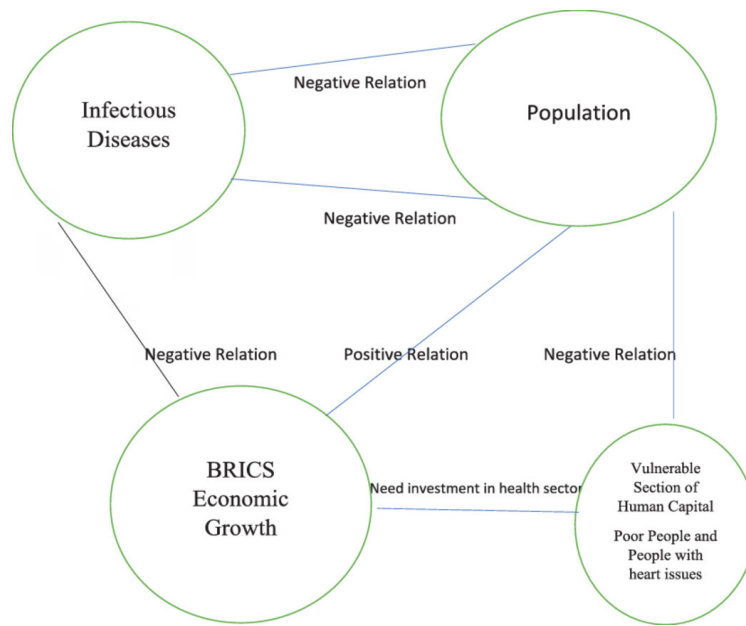 Infectious
Diseases
Negative Relation
Population
Negative Relation
Negative Relation
Positive Relation
Negative Relation
BRICS
Economic
Growth
Need investment in health sector
Vulnerable
Section of
Human Capital
Poor People and
People with
heart issues